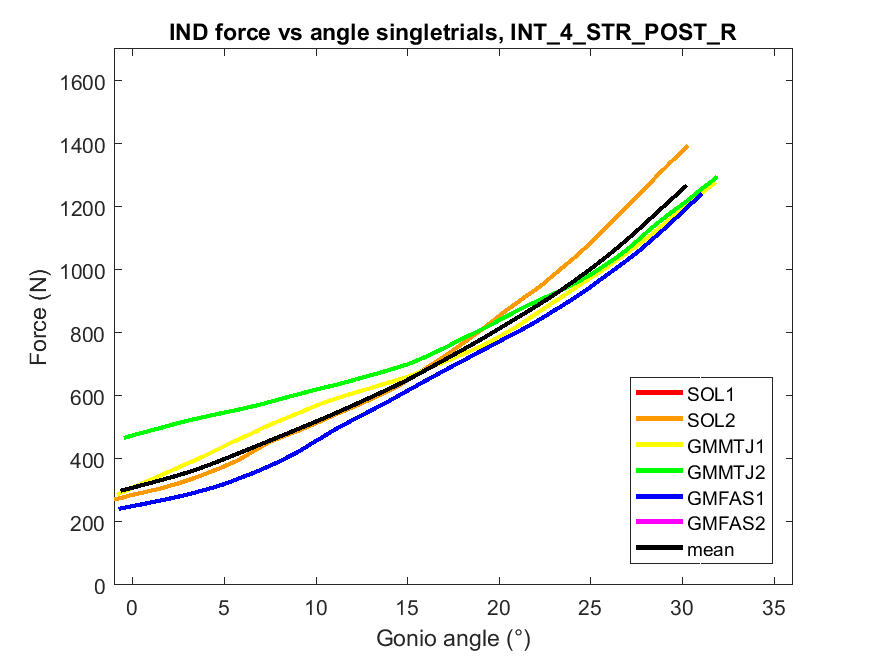 IND force vs angle singletrials, INT_4_STR_POST_R
1600
1400
1200
1000
800
600
400
200
0
Force (N)
0 5 10 15 20 25 30 35
Gonio angle (°)
SOL1
SOL2
GMMTJ1
GMMTJ2
GMFAS1
GMFAS2
mean